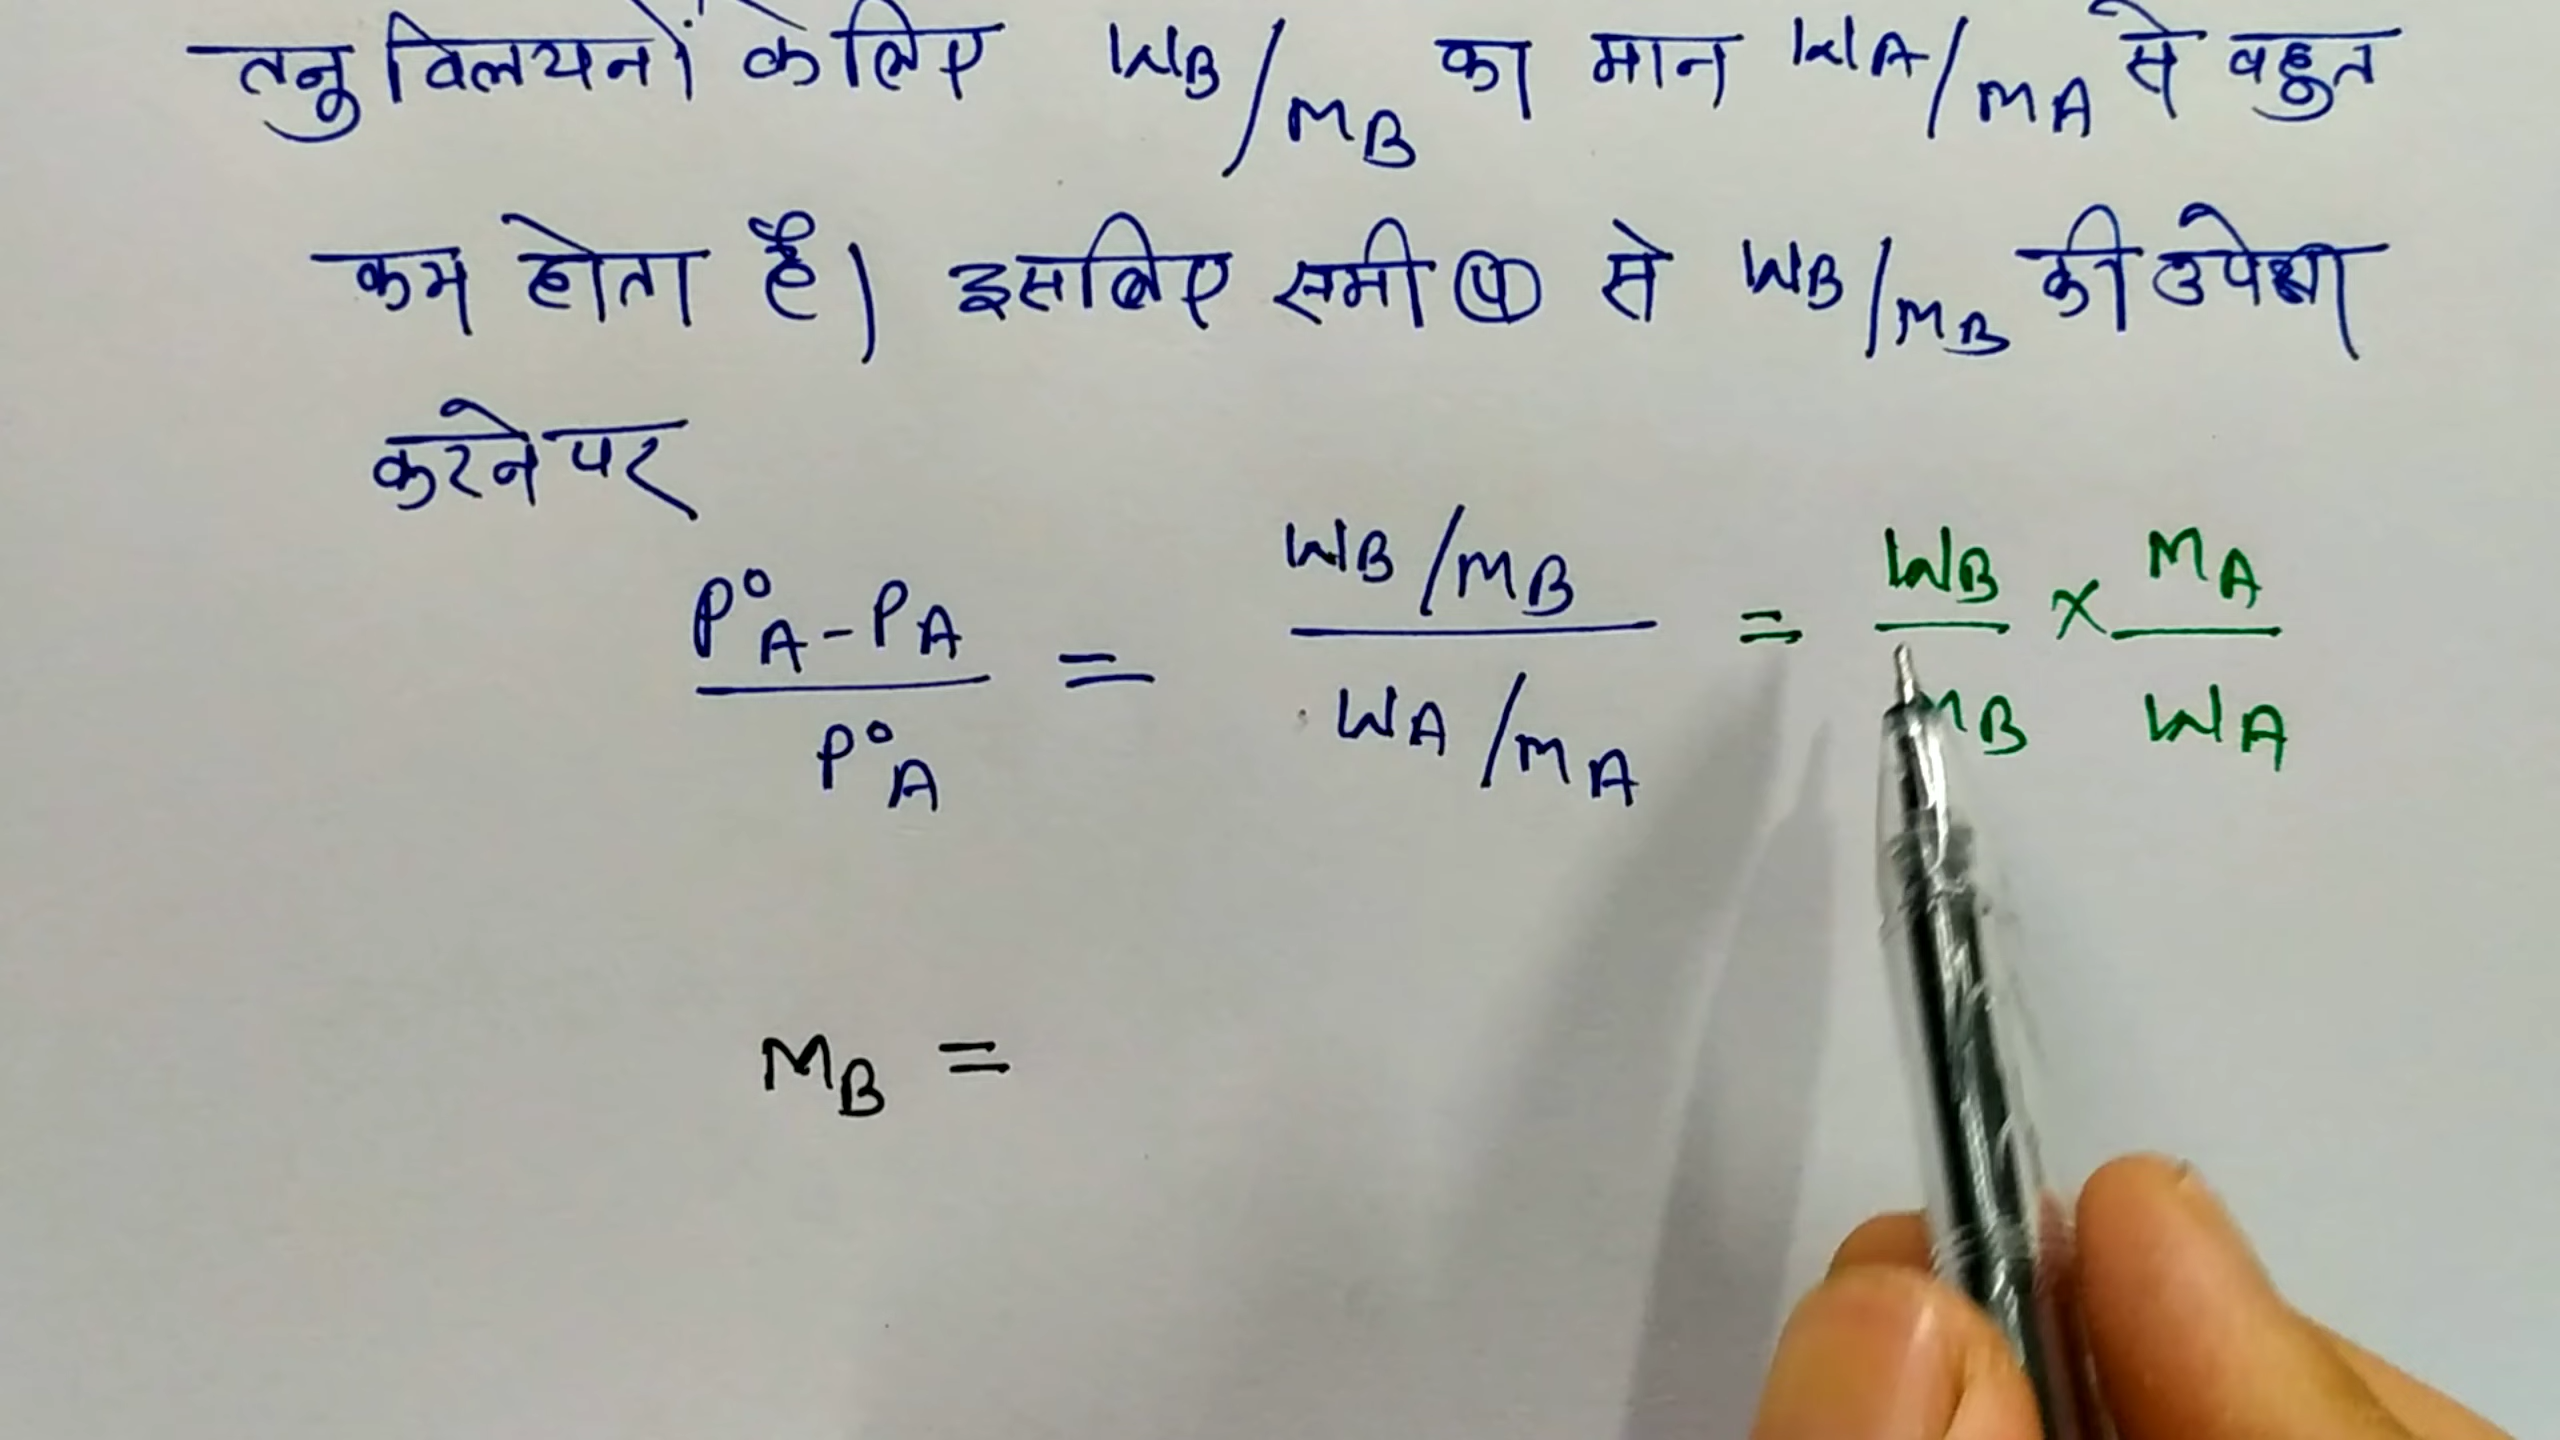 तनु विलयनों के लिए WB/MB का मान WA/MA से बहुत
कम होता है। इसलिए समी ④ से WB/MB की उपेक्षा
करने पर
P°A - PA / P°A = WB/MB / WA/MA = WB/MB × MA/WA
MB =